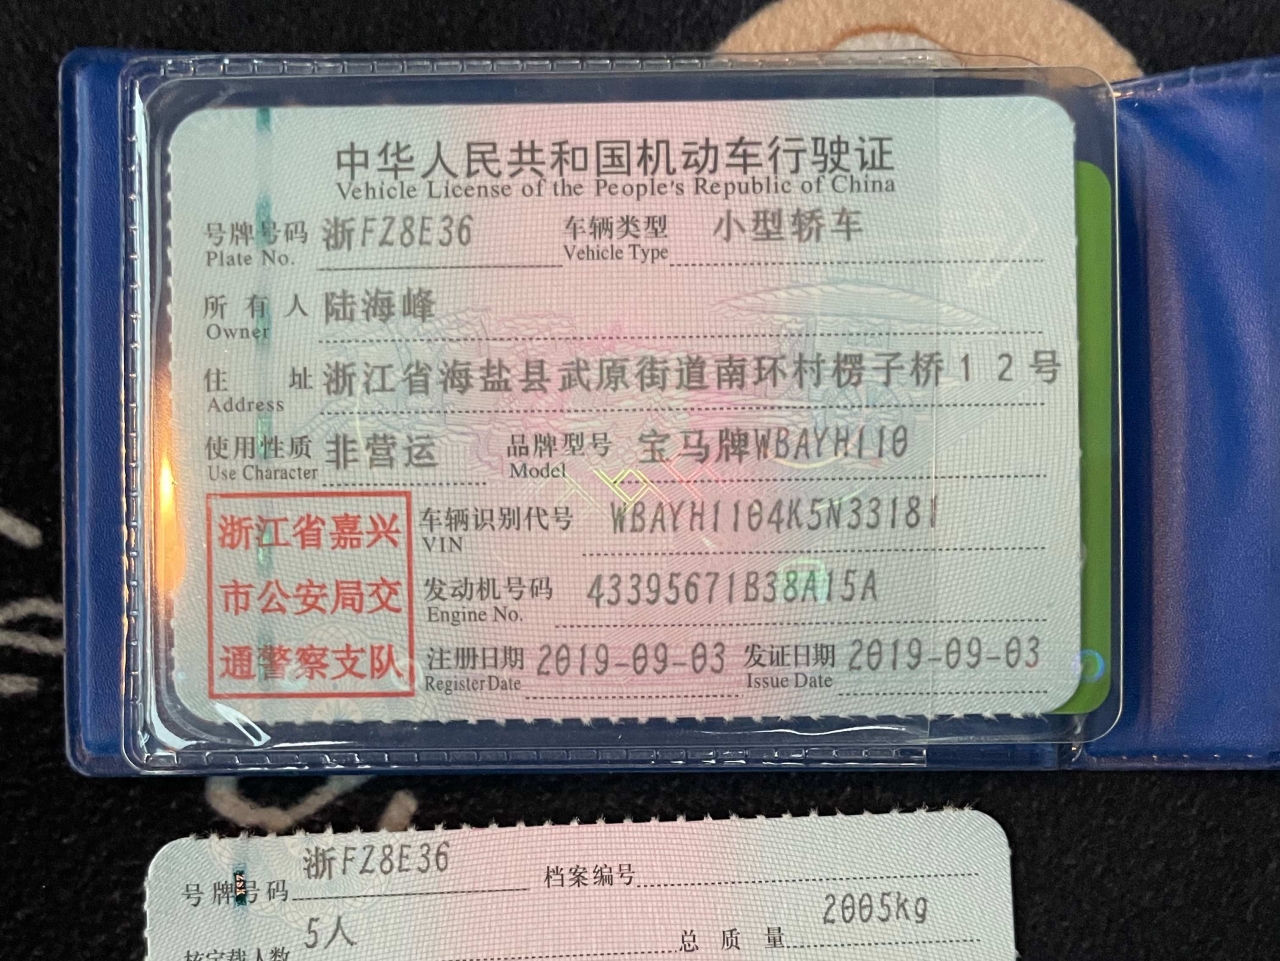 中华人民共和国机动车行驶证
Vehicle License of the People's Republic of China
号牌号码 浙FZ8E36 车辆类型 小型轿车
Plate No. Vehicle Type
所有人 陆海峰
Owner
住址 浙江省海盐县武原街道南环村楞子桥12号
Address
使用性质 非营运 品牌型号 宝马牌WBAYH110
Use Character Model
浙江省嘉兴
市公安局交
通警察支队
车辆识别代号 WBAYH1104K5N33181
VIN
发动机号码 43395671B38A15A
Engine No.
注册日期 2019-09-03 发证日期 2019-09-03
Register Date Issue Date
号牌号码 浙FZ8E36 档案编号
核定载人数 5人 总质量 2005kg